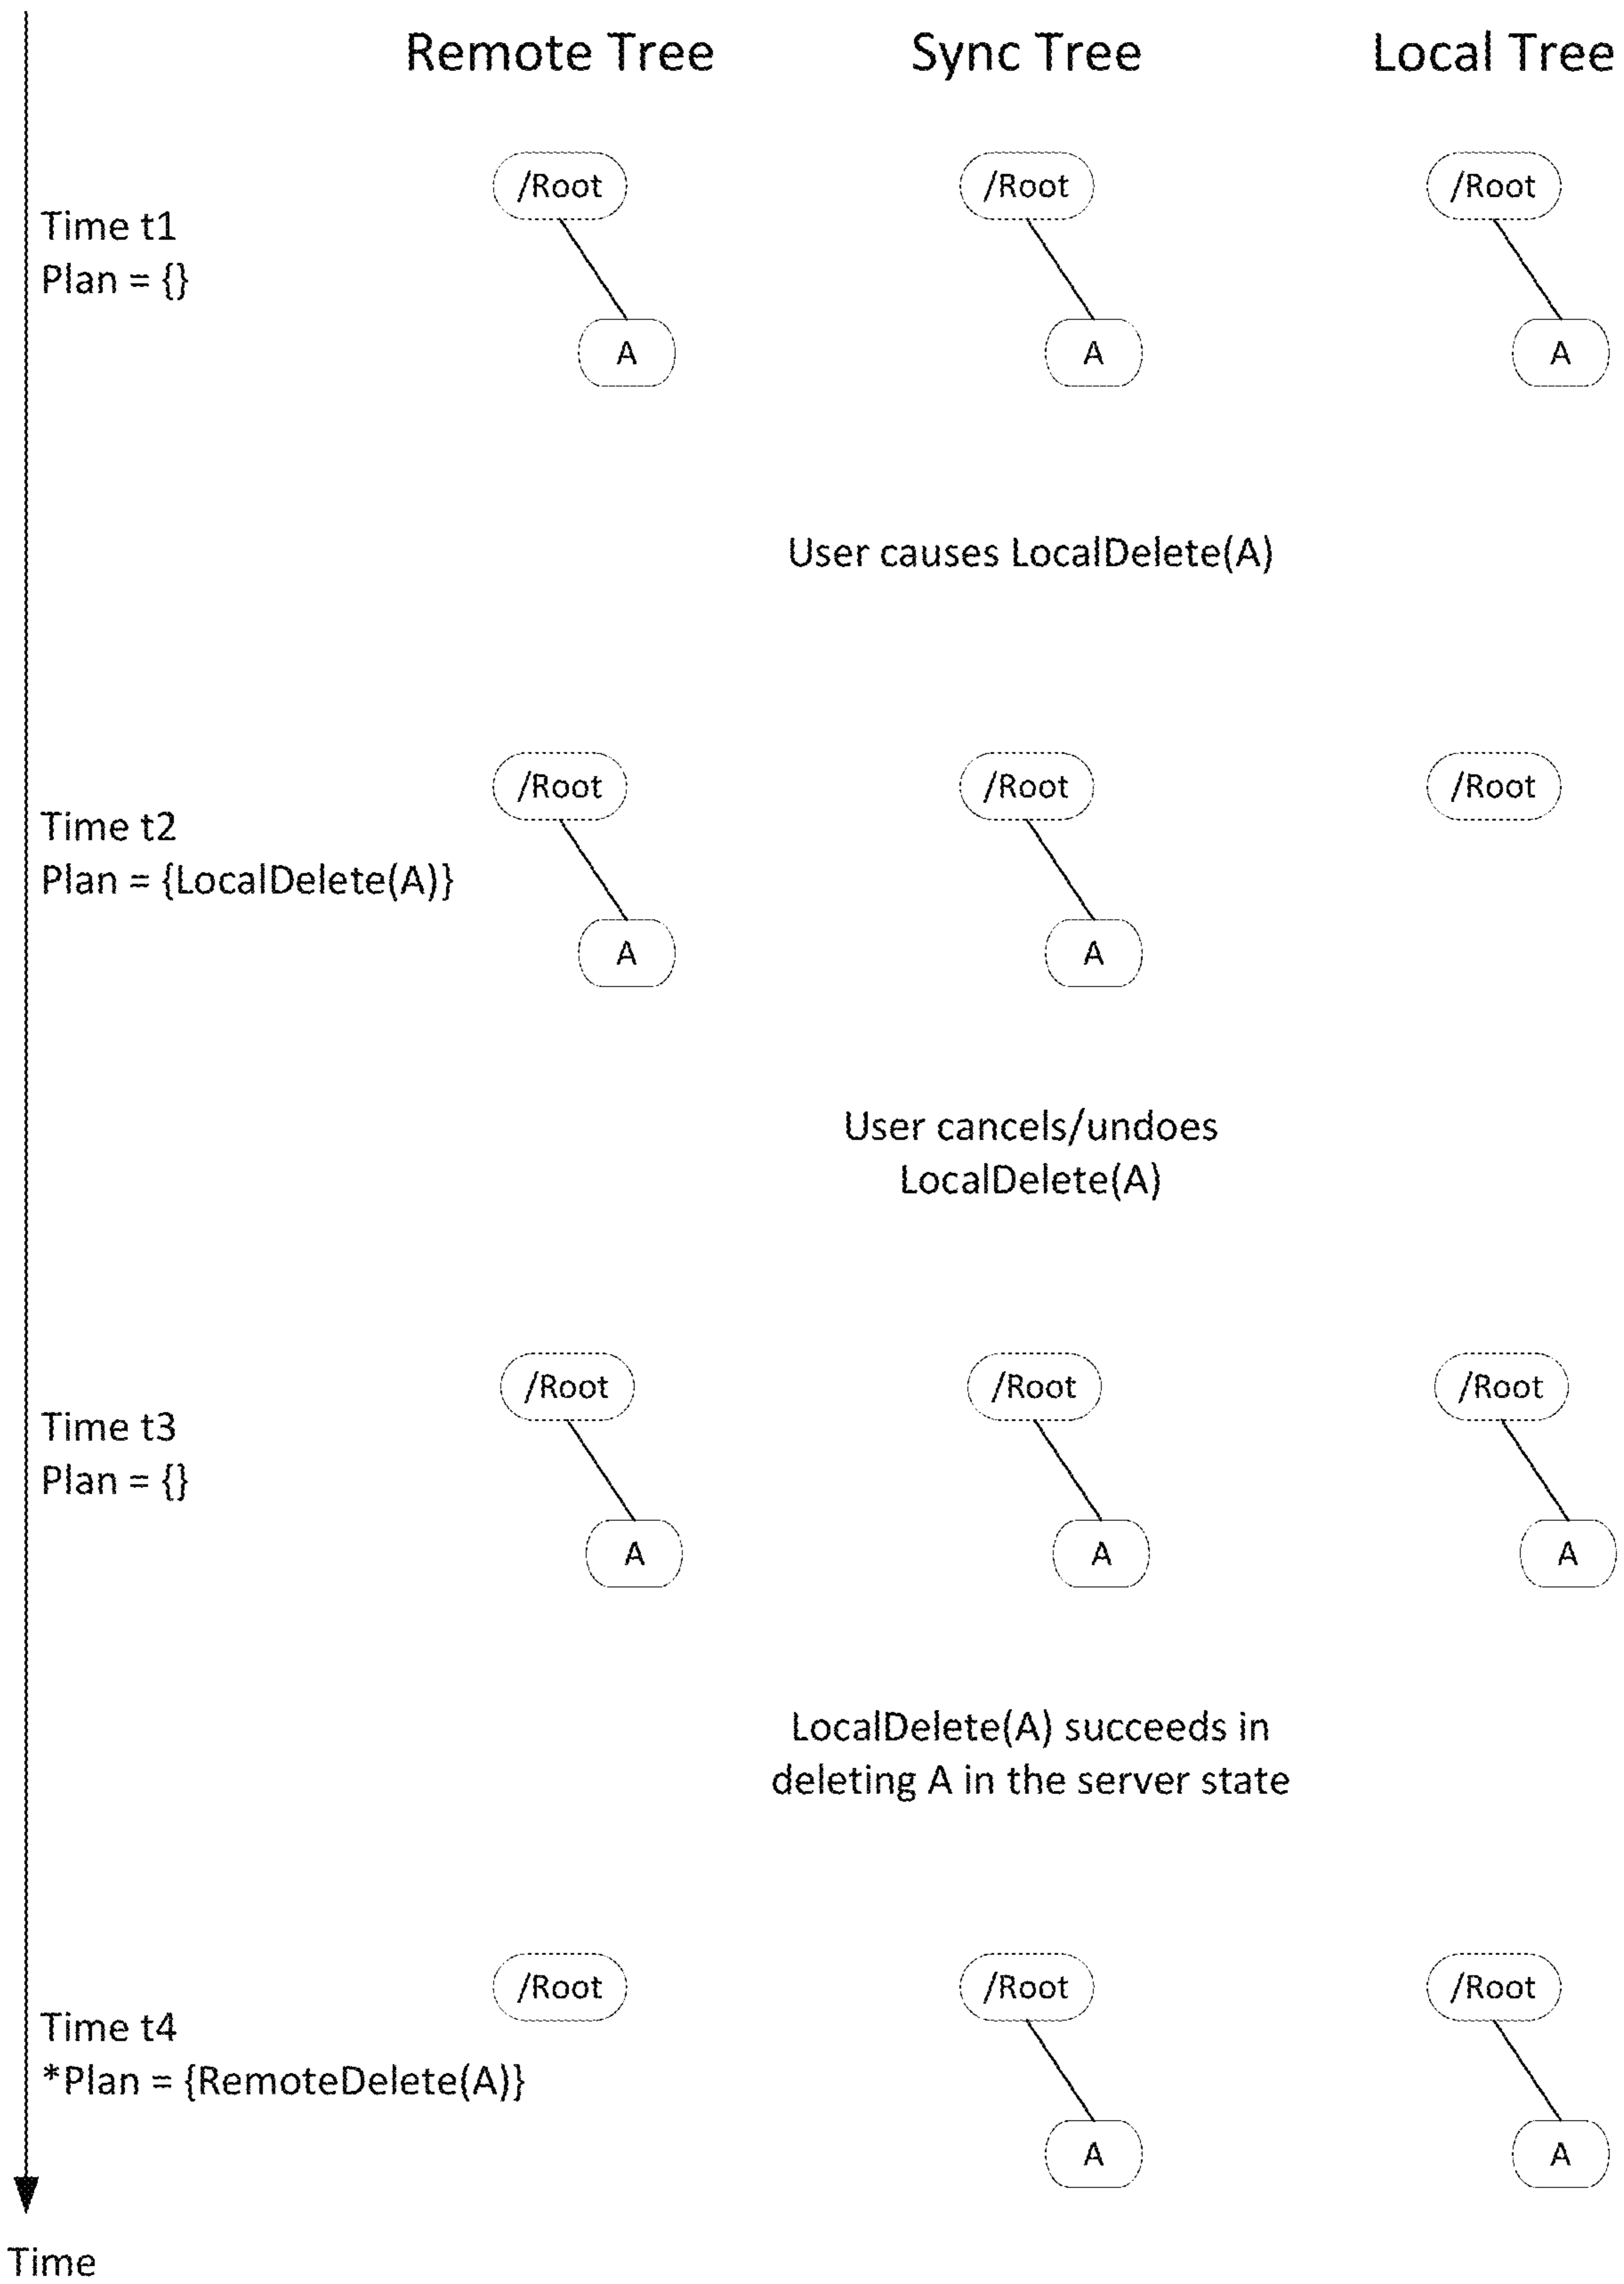 Remote Tree
Sync Tree
Local Tree
/Root
/Root
/Root
Time t1
Plan = {}
A
A
A
User causes LocalDelete(A)
/Root
/Root
/Root
Time t2
Plan = {LocalDelete(A)}
A
A
User cancels/undoes
LocalDelete(A)
/Root
/Root
/Root
Time t3
Plan = {}
A
A
A
LocalDelete(A) succeeds in
deleting A in the server state
/Root
/Root
/Root
Time t4
*Plan = {RemoteDelete(A)}
A
A
Time